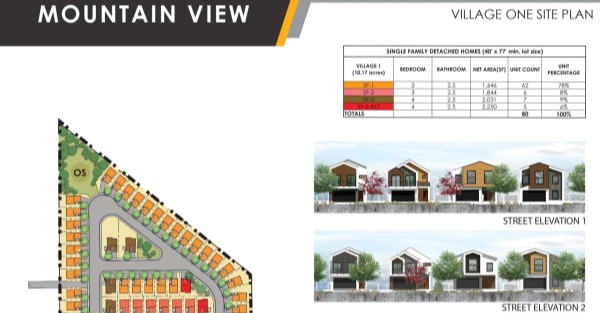 MOUNTAIN VIEW
VILLAGE ONE SITE PLAN
SINGLE FAMILY DETACHED HOMES (40' x 77' min. lot size)
VILLAGE 1 (10.17 acres) BEDROOM BATHROOM NET AREA(SF) UNIT COUNT UNIT PERCENTAGE
SP-1 3 2.5 1,646 62 78%
SP-2 3 2.5 1,844 6 8%
SP-3 4 2.5 2,031 7 9%
4 2.5 2,250 5 6%
TOTALS 80 100%
OS
STREET ELEVATION 1
STREET ELEVATION 2